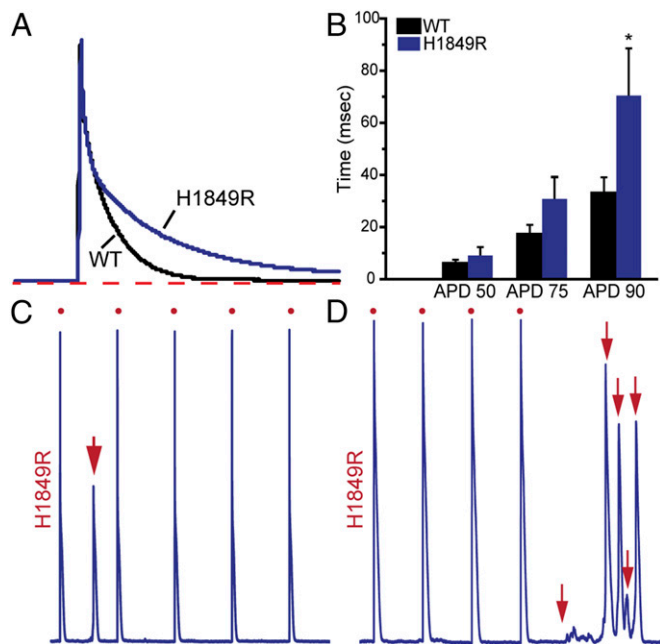 A
H1849R
WT
B
WT
H1849R
*
Time (msec)
100
80
60
40
20
0
APD 50 APD 75 APD 90
C
H1849R
D
H1849R